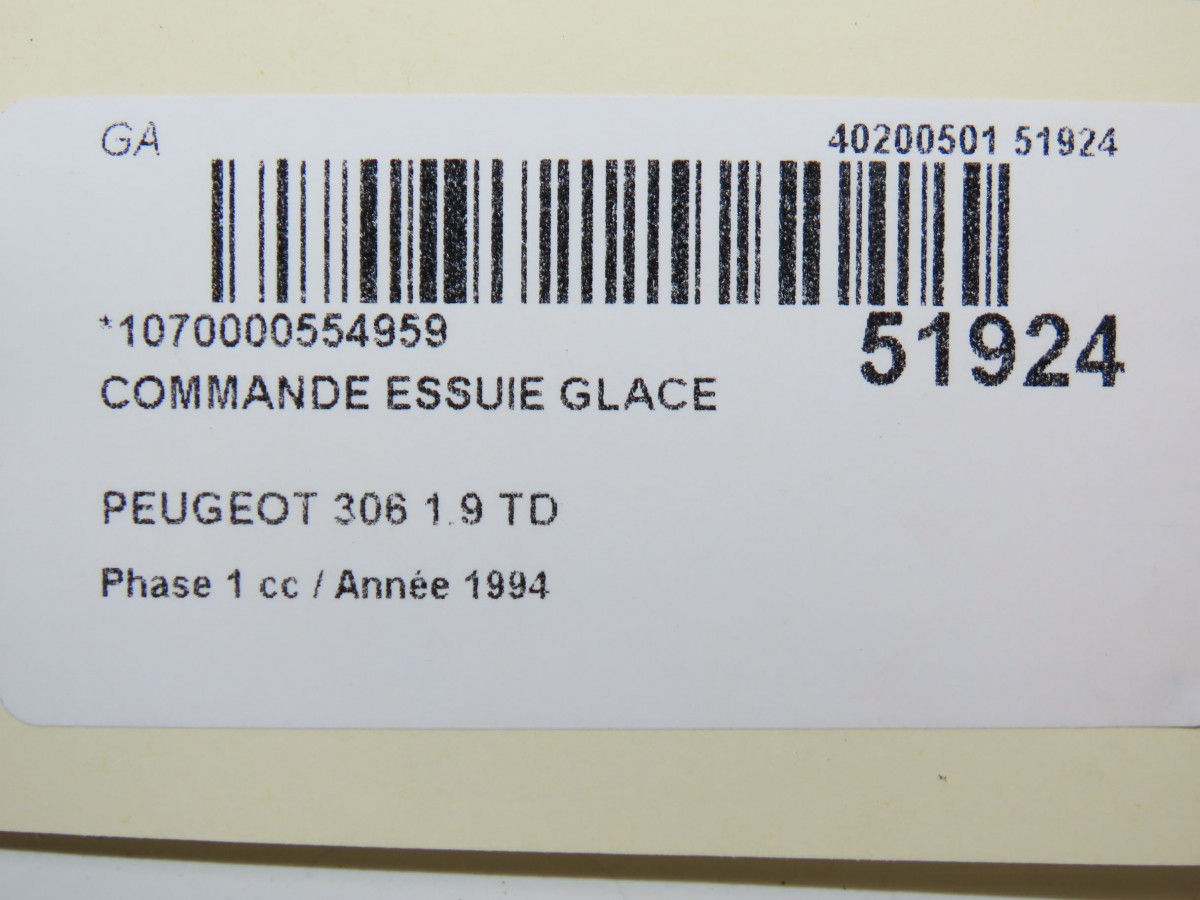 GA
40200501 51924
*1070000554959
51924
COMMANDE ESSUIE GLACE
PEUGEOT 306 1.9 TD
Phase 1 cc / Année 1994